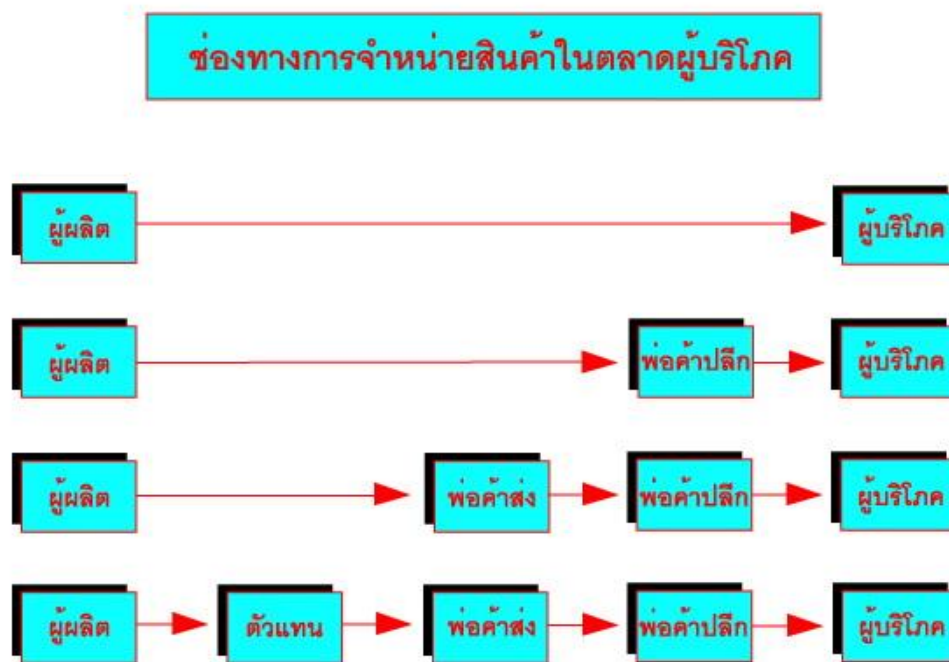 ช่องทางการจำหน่ายสินค้าในตลาดผู้บริโภค
ผู้ผลิต ผู้บริโภค
ผู้ผลิต พ่อค้าปลีก ผู้บริโภค
ผู้ผลิต พ่อค้าส่ง พ่อค้าปลีก ผู้บริโภค
ผู้ผลิต ตัวแทน พ่อค้าส่ง พ่อค้าปลีก ผู้บริโภค